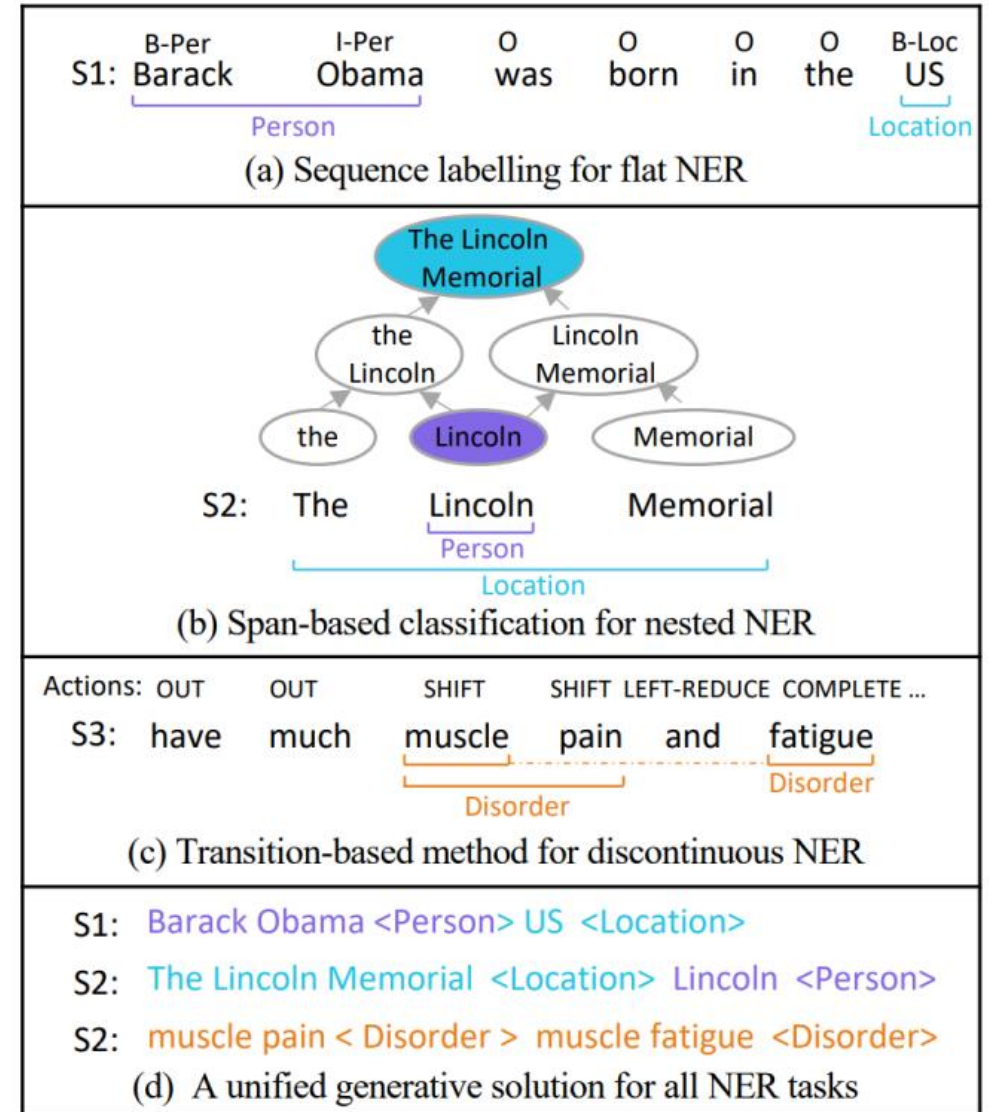 B-Per I-Per O O O O B-Loc
S1: Barack Obama was born in the US
Person Location
(a) Sequence labelling for flat NER
The Lincoln
Memorial
the
Lincoln
Lincoln
Memorial
the Lincoln Memorial
S2: The Lincoln Memorial
Person
Location
(b) Span-based classification for nested NER
Actions: OUT OUT SHIFT SHIFT LEFT-REDUCE COMPLETE ...
S3: have much muscle pain and fatigue
Disorder
Disorder
(c) Transition-based method for discontinuous NER
S1: Barack Obama <Person> US <Location>
S2: The Lincoln Memorial <Location> Lincoln <Person>
S2: muscle pain < Disorder > muscle fatigue <Disorder>
(d) A unified generative solution for all NER tasks